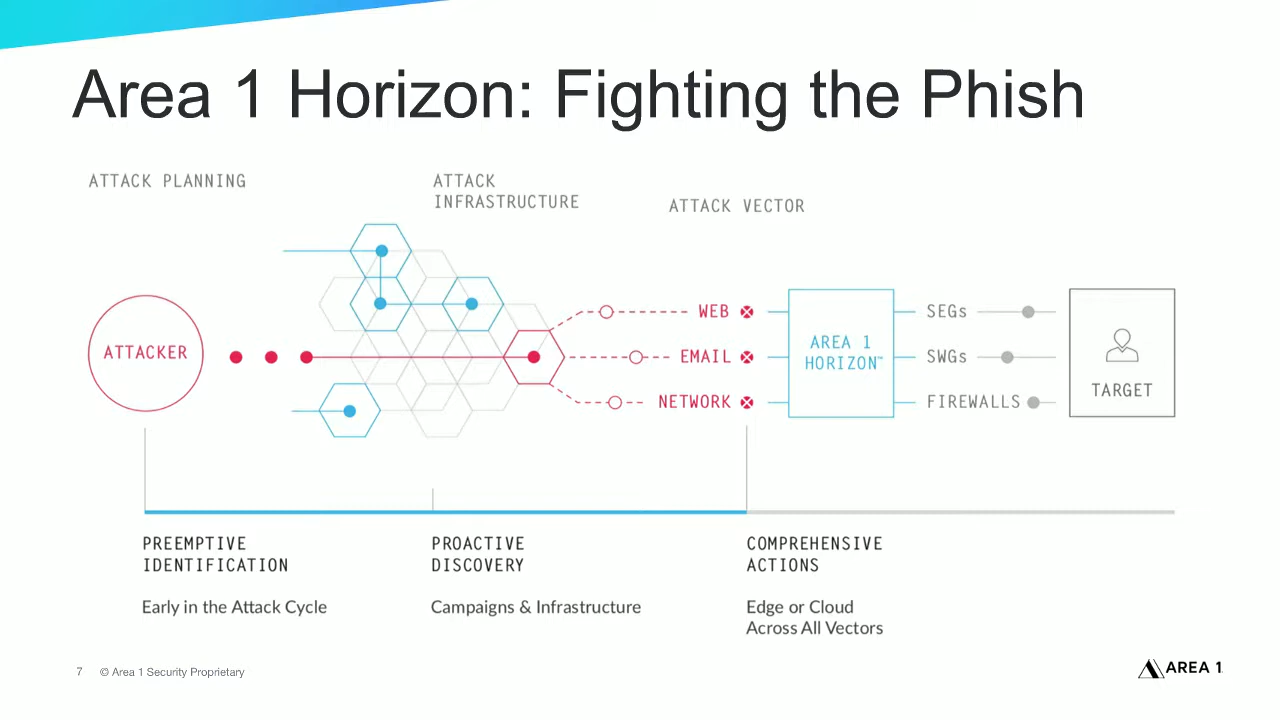 Area 1 Horizon: Fighting the Phish
ATTACK PLANNING
ATTACK
INFRASTRUCTURE
ATTACK VECTOR
ATTACKER
WEB
EMAIL
NETWORK
AREA 1
HORIZON™
SEGs
SWGs
FIREWALLS
TARGET
PREEMPTIVE
IDENTIFICATION
Early in the Attack Cycle
PROACTIVE
DISCOVERY
Campaigns & Infrastructure
COMPREHENSIVE
ACTIONS
Edge or Cloud
Across All Vectors
7 © Area 1 Security Proprietary
AREA 1